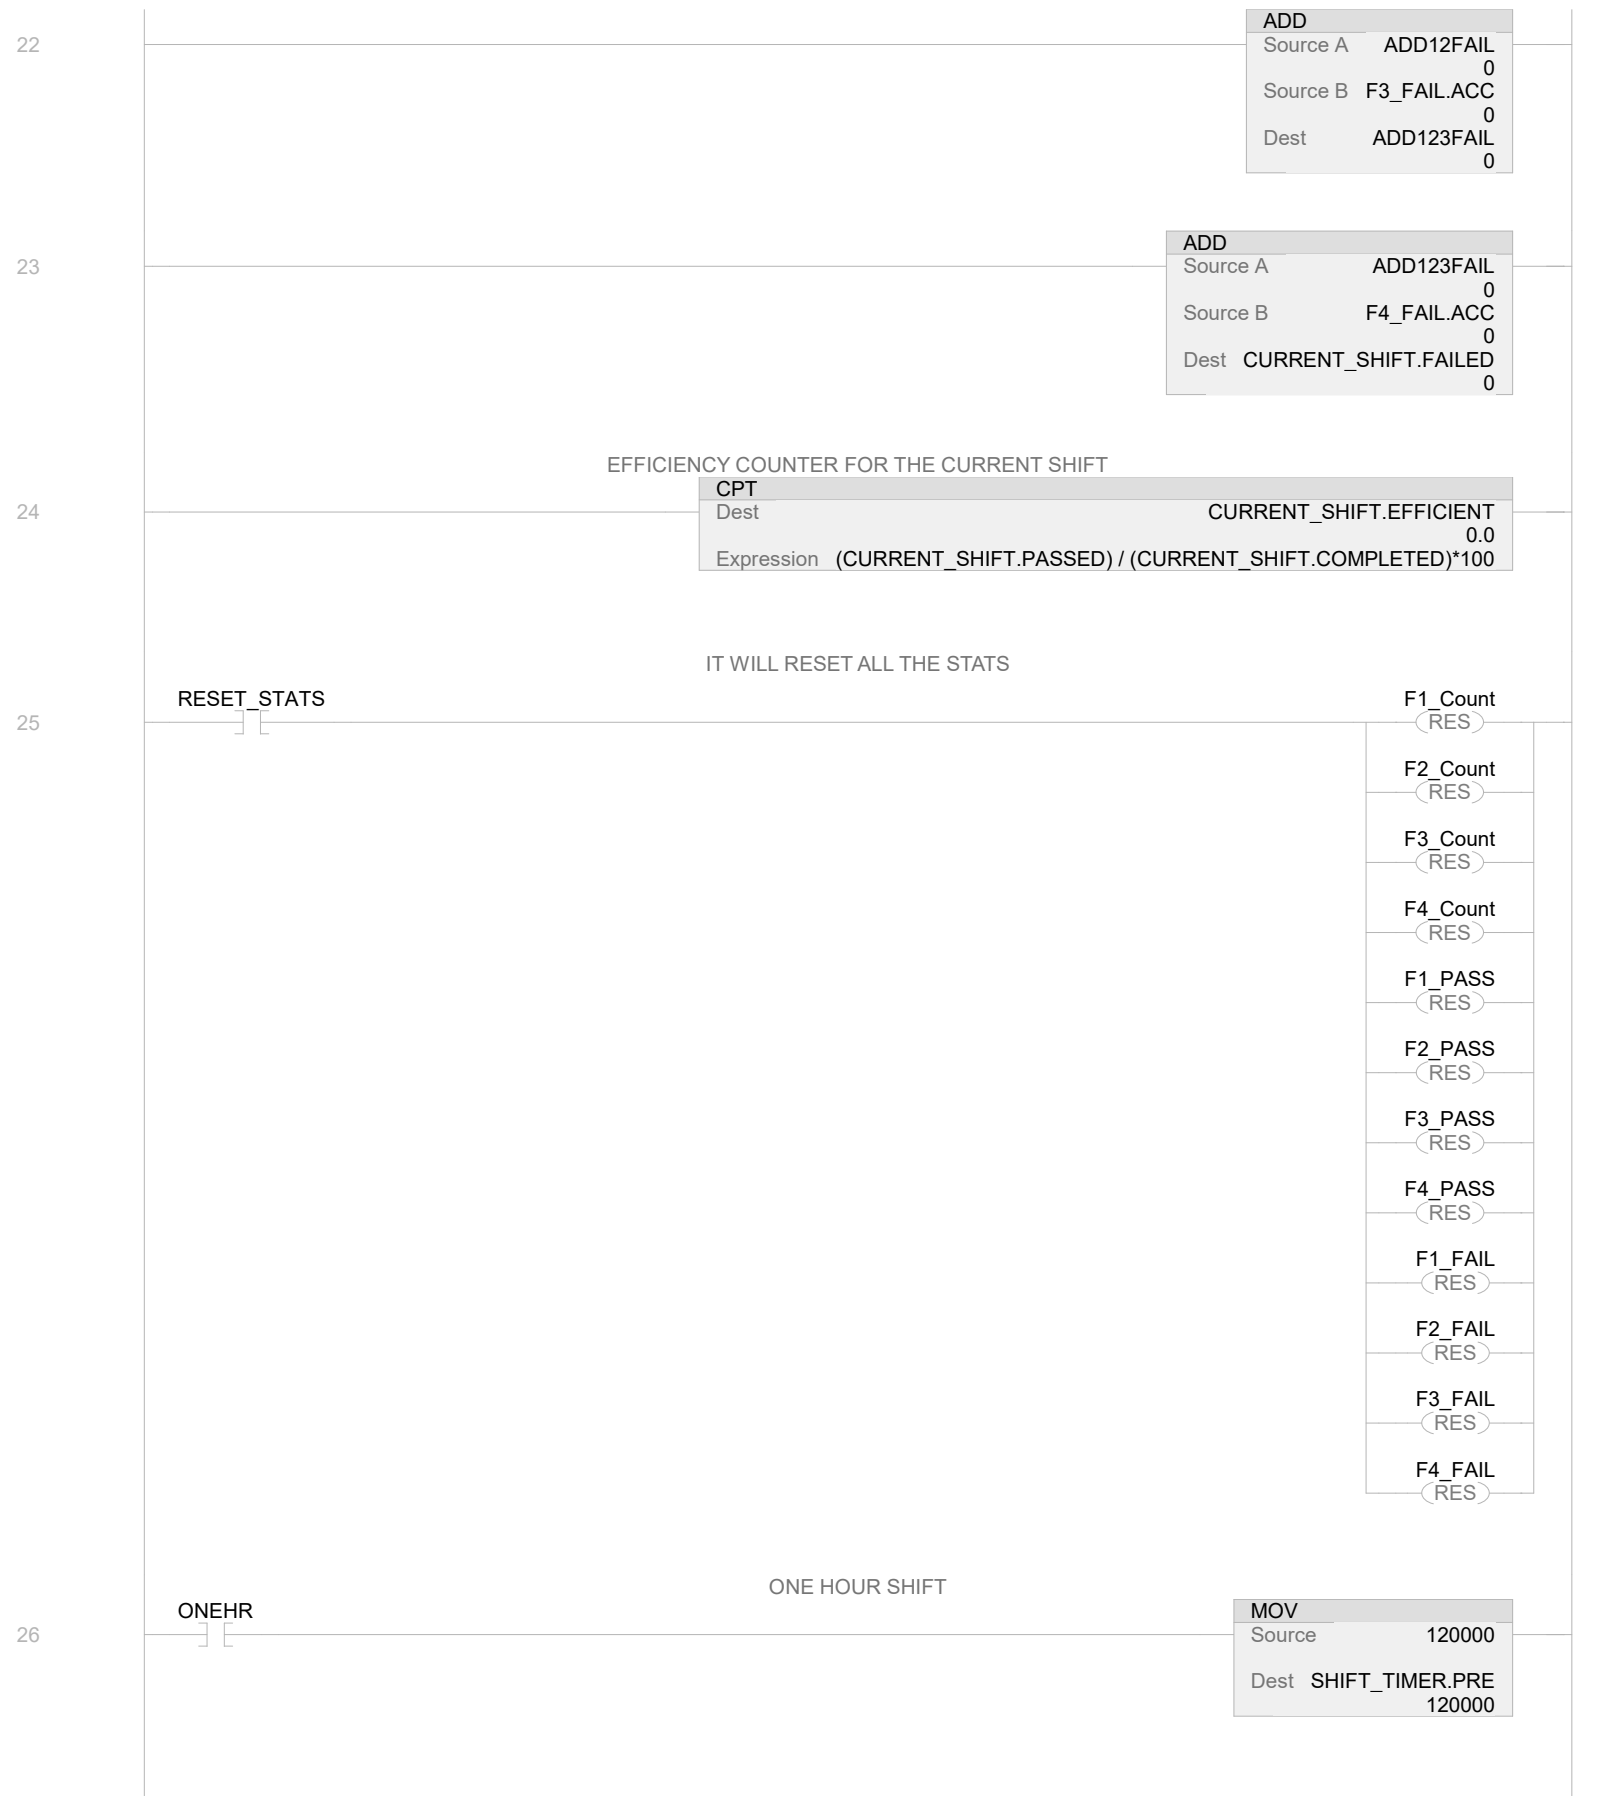 ADD
22 Source A ADD12FAIL
0
Source B F3_FAIL.ACC
0
Dest ADD123FAIL
0
ADD
23 Source A ADD123FAIL
0
Source B F4_FAIL.ACC
0
Dest CURRENT_SHIFT.FAILED
0
EFFICIENCY COUNTER FOR THE CURRENT SHIFT
CPT
24 Dest CURRENT_SHIFT.EFFICIENT
0.0
Expression (CURRENT_SHIFT.PASSED) / (CURRENT_SHIFT.COMPLETED)*100
IT WILL RESET ALL THE STATS
RESET_STATS F1_Count
25 RES
F2_Count
RES
F3_Count
RES
F4_Count
RES
F1_PASS
RES
F2_PASS
RES
F3_PASS
RES
F4_PASS
RES
F1_FAIL
RES
F2_FAIL
RES
F3_FAIL
RES
F4_FAIL
RES
ONE HOUR SHIFT
ONEHR MOV
26 Source 120000
Dest SHIFT_TIMER.PRE
120000